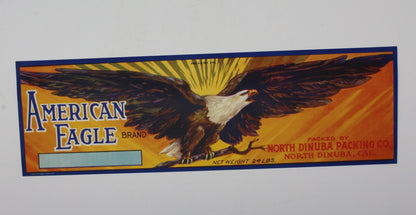 AMERICAN
EAGLE BRAND
PACKED BY
NORTH DINUBA PACKING CO.
NORTH DINUBA, CAL.
NET WEIGHT 24 LBS.